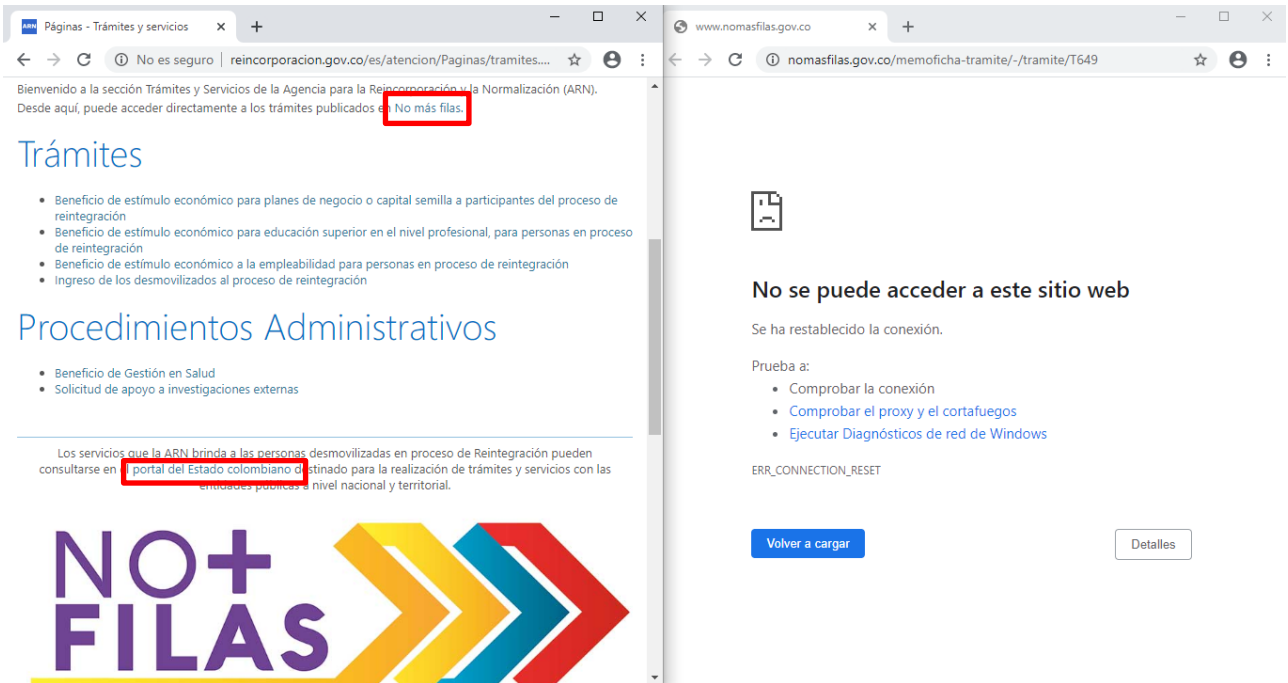 ARN Páginas - Trámites y servicios
No es seguro | reincorporacion.gov.co/es/atencion/Paginas/tramites....
Bienvenido a la sección Trámites y Servicios de la Agencia para la Reincorporación y la Normalización (ARN).
Desde aquí, puede acceder directamente a los trámites publicados en No más filas.
Trámites
• Beneficio de estímulo económico para planes de negocio o capital semilla a participantes del proceso de
reintegración
• Beneficio de estímulo económico para educación superior en el nivel profesional, para personas en proceso
de reintegración
• Beneficio de estímulo económico a la empleabilidad para personas en proceso de reintegración
• Ingreso de los desmovilizados al proceso de reintegración
Procedimientos Administrativos
• Beneficio de Gestión en Salud
• Solicitud de apoyo a investigaciones externas
Los servicios que la ARN brinda a las personas desmovilizadas en proceso de Reintegración pueden
consultarse en el portal del Estado colombiano destinado para la realización de trámites y servicios con las
entidades públicas a nivel nacional y territorial.
NO+
FILAS
www.nomasfilas.gov.co
nomasfilas.gov.co/memoficha-tramite/-/tramite/T649
No se puede acceder a este sitio web
Se ha restablecido la conexión.
Prueba a:
• Comprobar la conexión
• Comprobar el proxy y el cortafuegos
• Ejecutar Diagnósticos de red de Windows
ERR_CONNECTION_RESET
Volver a cargar
Detalles